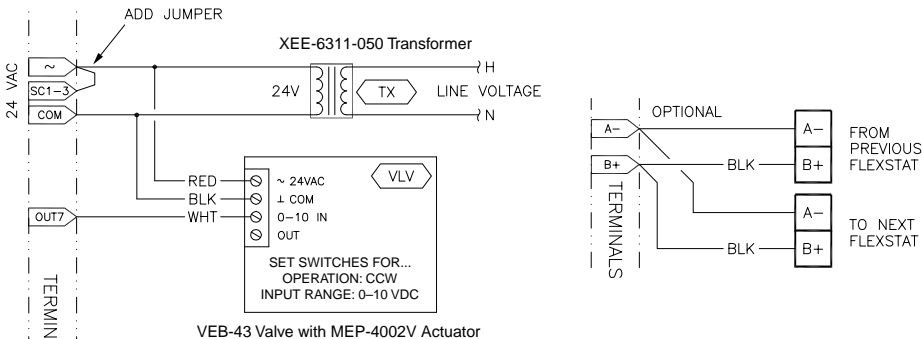 ADD JUMPER
XEE-6311-050 Transformer
24 VAC
~
SC1-3
COM
24V
TX
H
LINE VOLTAGE
N
RED
BLK
WHT
~ 24VAC
⊥ COM
0–10 IN
OUT
VLV
SET SWITCHES FOR...
OPERATION: CCW
INPUT RANGE: 0–10 VDC
OUT7
TERMIN
VEB-43 Valve with MEP-4002V Actuator
OPTIONAL
A−
B+
TERMINALS
BLK
A−
B+
FROM
PREVIOUS
FLEXSTAT
BLK
A−
B+
TO NEXT
FLEXSTAT